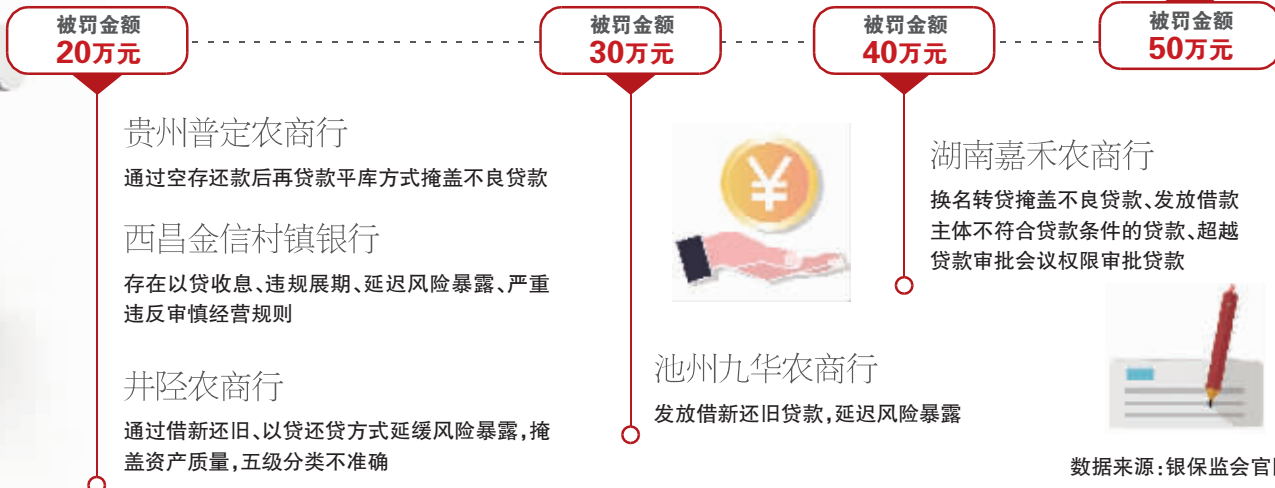 被罚金额
20万元
被罚金额
30万元
被罚金额
40万元
被罚金额
50万元
贵州普定农商行
通过空存还款后再贷款平库方式掩盖不良贷款
西昌金信村镇银行
存在以贷收息、违规展期、延迟风险暴露、严重
违反审慎经营规则
井陉农商行
通过借新还旧、以贷还贷方式延缓风险暴露,掩
盖资产质量,五级分类不准确
池州九华农商行
发放借新还旧贷款,延迟风险暴露
湖南嘉禾农商行
换名转贷掩盖不良贷款、发放借款
主体不符合贷款条件的贷款、超越
贷款审批会议权限审批贷款
数据来源:银保监会官